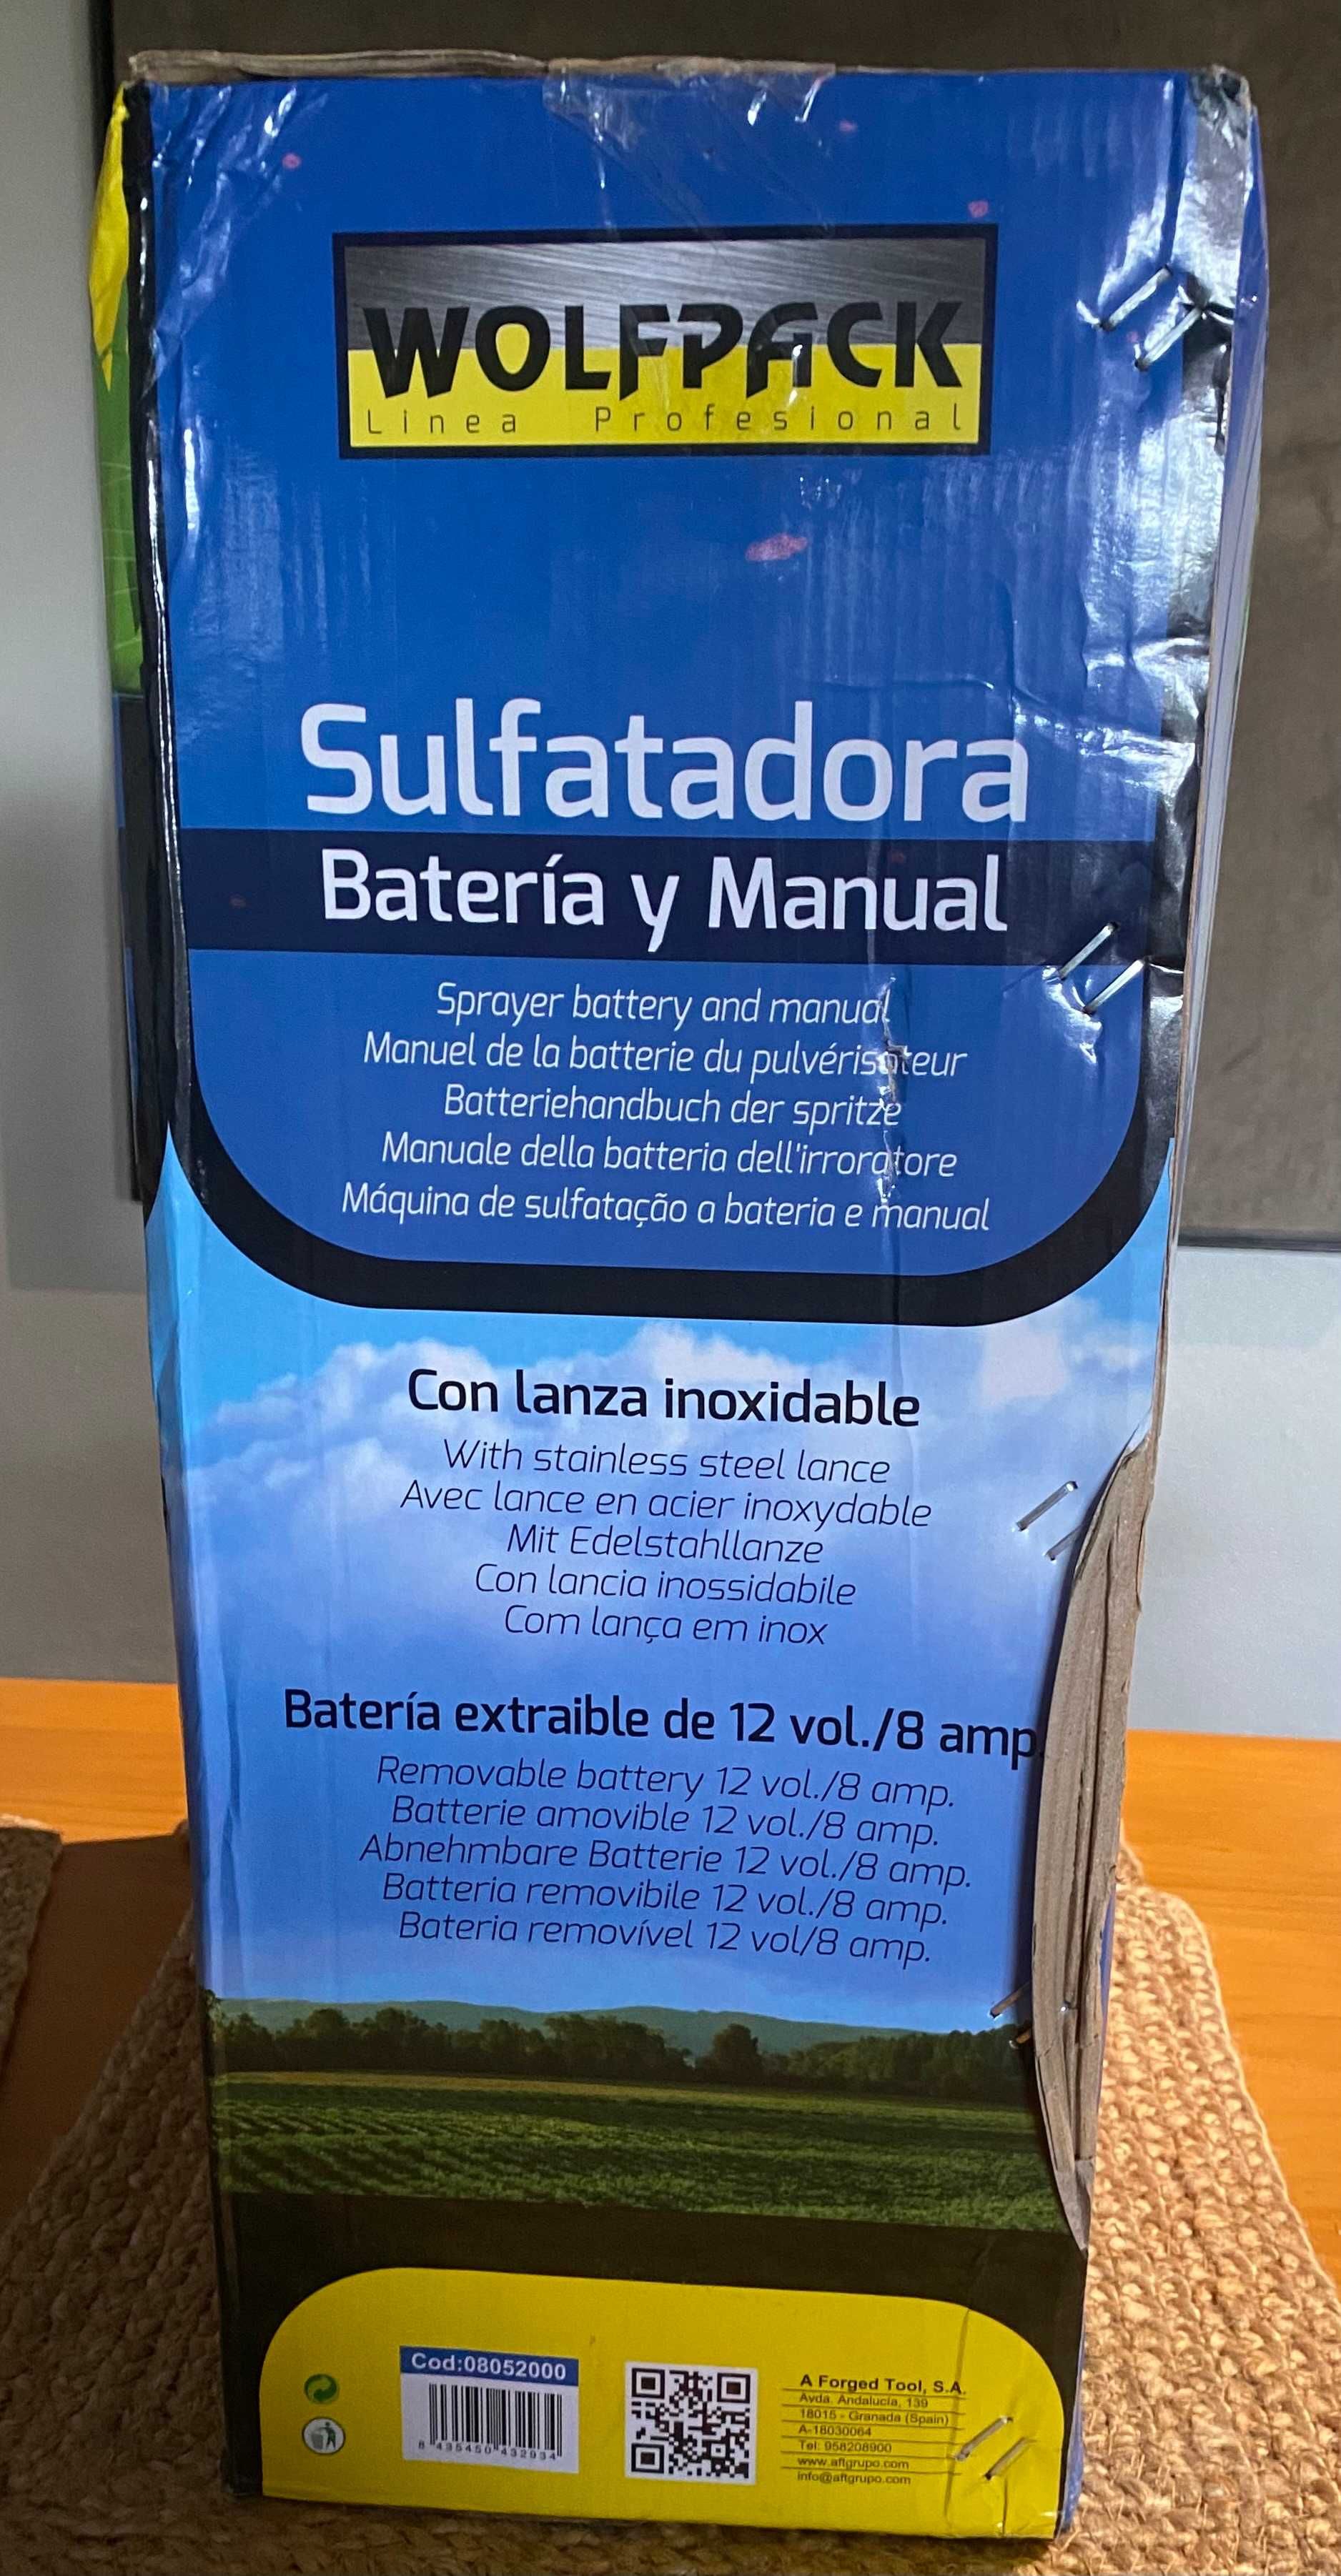 WOLFPACK
Linea Profesional
Sulfatadora
Batería y Manual
Sprayer battery and manual
Manuel de la batterie du pulvérisateur
Batteriehandbuch der spritze
Manuale della batteria dell'irroratore
Máquina de sulfatação a bateria e manual
Con lanza inoxidable
With stainless steel lance
Avec lance en acier inoxydable
Mit Edelstahllanze
Con lancia inossidabile
Com lança em inox
Batería extraible de 12 vol./8 amp.
Removable battery 12 vol./8 amp.
Batterie amovible 12 vol./8 amp.
Abnehmbare Batterie 12 vol./8 amp.
Batteria removibile 12 vol./8 amp.
Bateria removível 12 vol/8 amp.
Cod:08052000
8 435450 432934
A Forged Tool, S.A.
Avda. Andalucía, 139
18015 - Granada (Spain)
A-18030064
Tel: 958208900
www.aftgrupo.com
info@aftgrupo.com